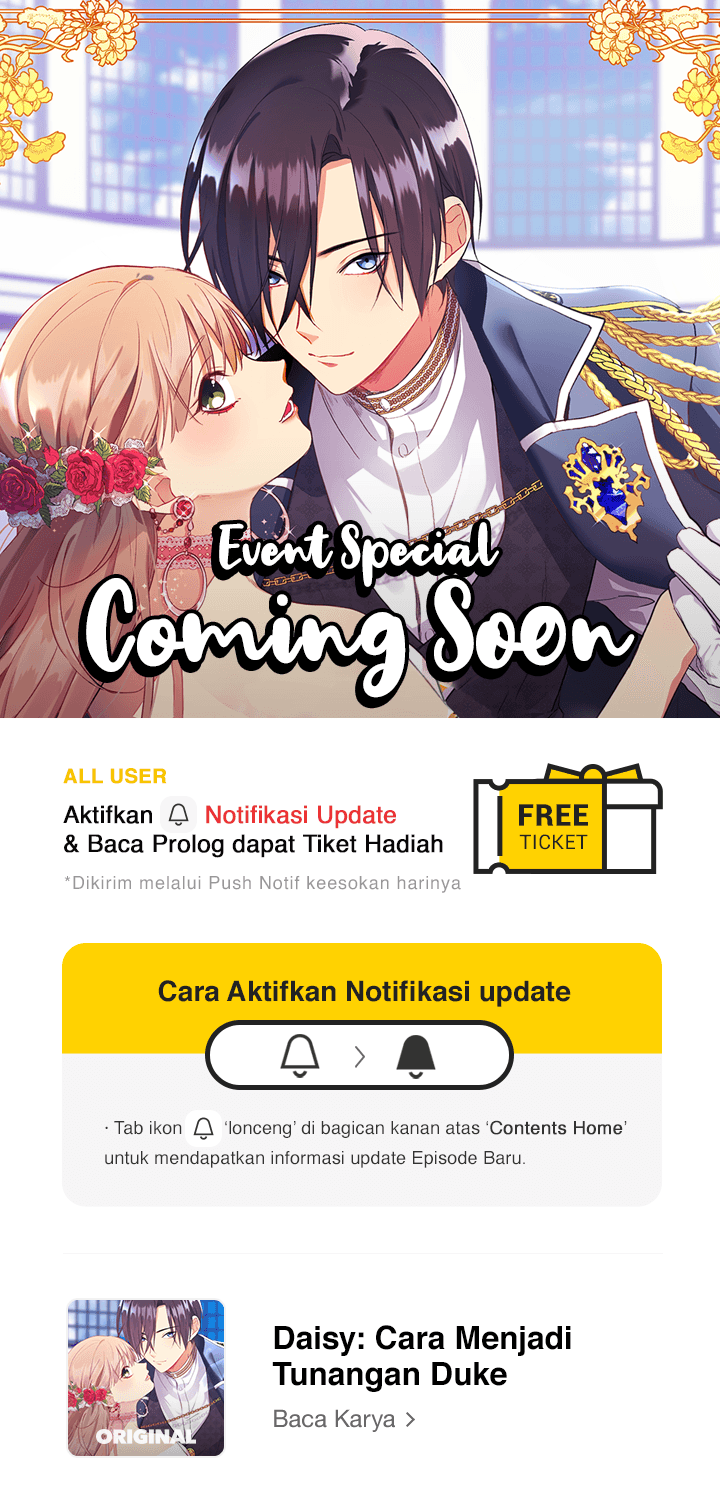 Event Special
Coming Soon
ALL USER
Aktifkan Notifikasi Update
& Baca Prolog dapat Tiket Hadiah
*Dikirim melalui Push Notif keesokan harinya
FREE
TICKET
Cara Aktifkan Notifikasi update
· Tab ikon ‘lonceng’ di bagican kanan atas ‘Contents Home’
untuk mendapatkan informasi update Episode Baru.
ORIGINAL
Daisy: Cara Menjadi
Tunangan Duke
Baca Karya >